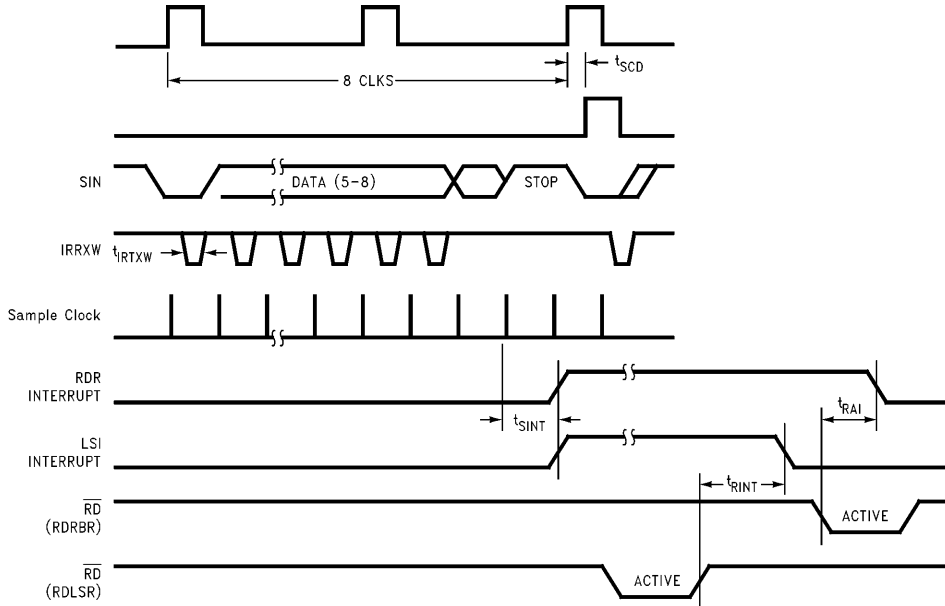 tSCD
8 CLKS
SIN
DATA (5-8)
STOP
IRRXW
tIRTXW
Sample Clock
RDR
INTERRUPT
tSINT
tRAI
LSI
INTERRUPT
tRINT
RD
(RDRBR)
ACTIVE
RD
(RDLSR)
ACTIVE